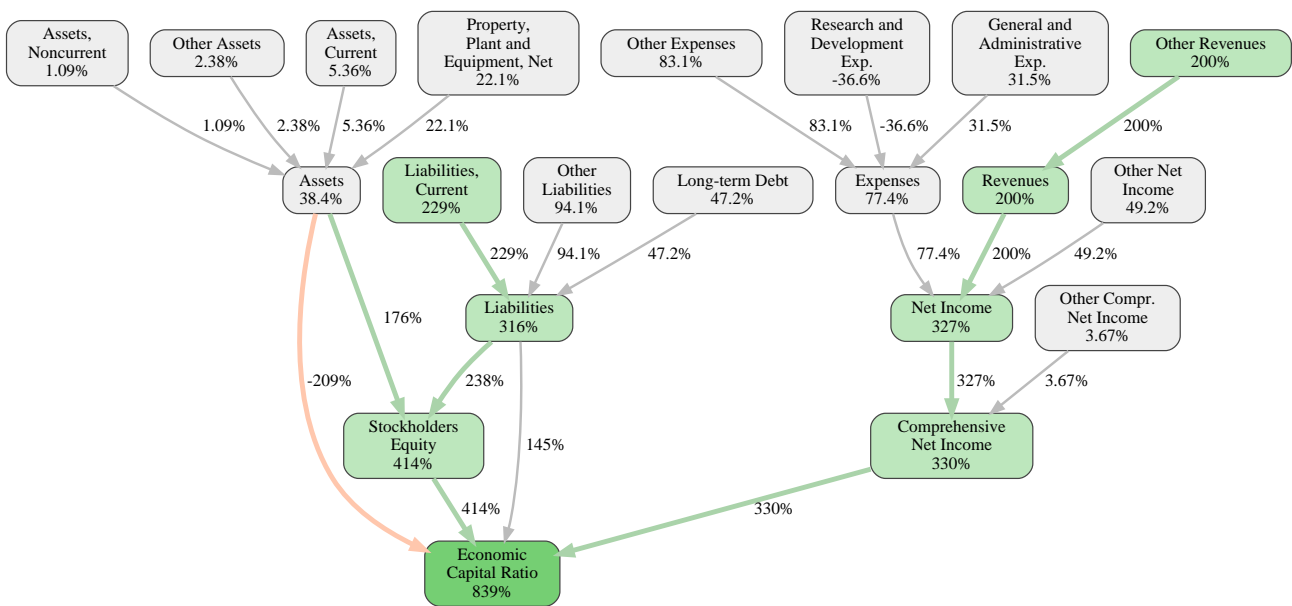 Assets,
Noncurrent
1.09%
Other Assets
2.38%
Assets,
Current
5.36%
Property,
Plant and
Equipment, Net
22.1%
Other Expenses
83.1%
Research and
Development
Exp.
-36.6%
General and
Administrative
Exp.
31.5%
Other Revenues
200%
1.09%
2.38%
5.36%
22.1%
83.1%
-36.6%
31.5%
200%
Assets
38.4%
Liabilities,
Current
229%
Other
Liabilities
94.1%
Long-term Debt
47.2%
Expenses
77.4%
Revenues
200%
Other Net
Income
49.2%
229%
94.1%
47.2%
77.4%
200%
49.2%
176%
Liabilities
316%
Net Income
327%
Other Compr.
Net Income
3.67%
-209%
238%
327%
3.67%
Stockholders
Equity
414%
145%
Comprehensive
Net Income
330%
414%
330%
Economic
Capital Ratio
839%